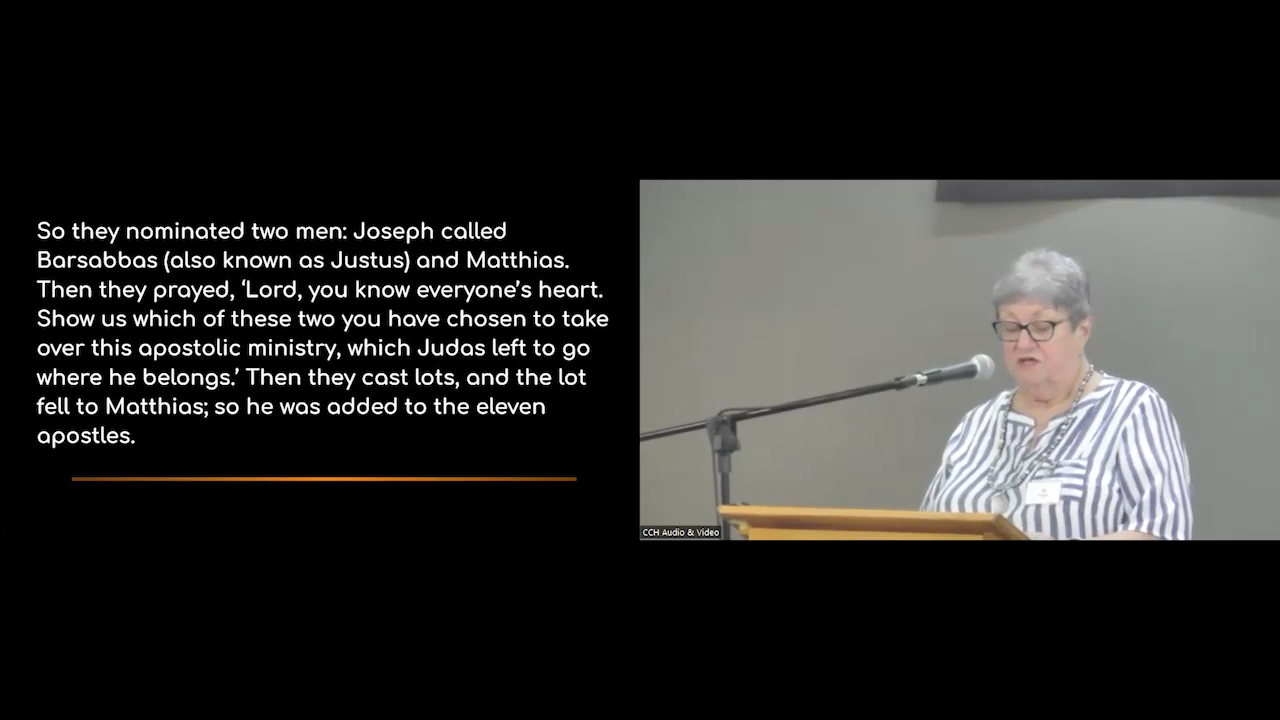 So they nominated two men: Joseph called
Barsabbas (also known as Justus) and Matthias.
Then they prayed, ‘Lord, you know everyone’s heart.
Show us which of these two you have chosen to take
over this apostolic ministry, which Judas left to go
where he belongs.’ Then they cast lots, and the lot
fell to Matthias; so he was added to the eleven
apostles.
CCH Audio & Video